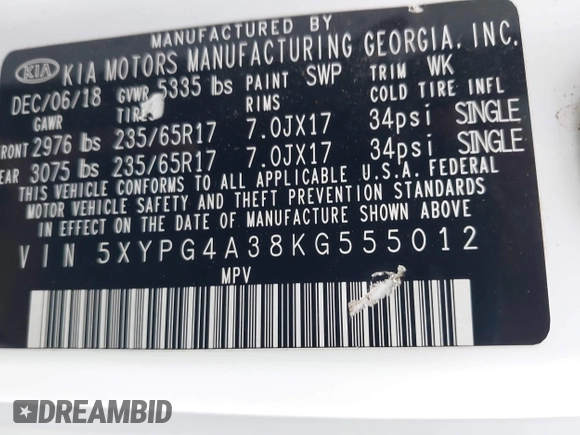 MANUFACTURED BY
KIA KIA MOTORS MANUFACTURING GEORGIA, INC.
DEC/06/18 GVWR 5335 lbs PAINT SWP TRIM WK
GAWR TIRES RIMS COLD TIRE INFL
FRONT 2976 lbs 235/65R17 7.0JX17 34psi SINGLE
REAR 3075 lbs 235/65R17 7.0JX17 34psi SINGLE
THIS VEHICLE CONFORMS TO ALL APPLICABLE U.S.A. FEDERAL
MOTOR VEHICLE SAFETY AND THEFT PREVENTION STANDARDS
IN EFFECT ON THE DATE OF MANUFACTURE SHOWN ABOVE.
VIN 5XYPG4A38KG555012
MPV
DREAMBID